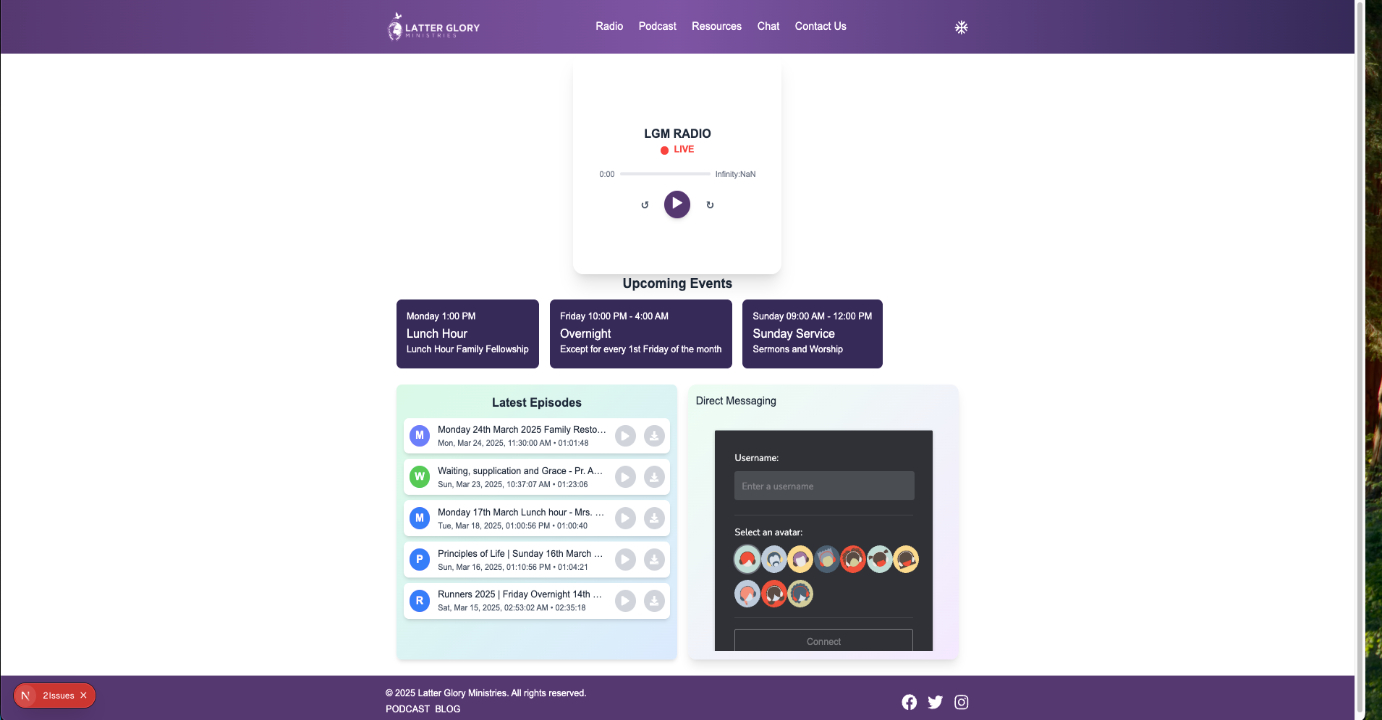 LATTER GLORY
MINISTRIES
Radio Podcast Resources Chat Contact Us
LGM RADIO
LIVE
0:00 Infinity:NaN
Upcoming Events
Monday 1:00 PM
Lunch Hour
Lunch Hour Family Fellowship
Friday 10:00 PM - 4:00 AM
Overnight
Except for every 1st Friday of the month
Sunday 09:00 AM - 12:00 PM
Sunday Service
Sermons and Worship
Latest Episodes
M
Monday 24th March 2025 Family Resto...
Mon, Mar 24, 2025, 11:30:00 AM • 01:01:48
W
Waiting, supplication and Grace - Pr. A...
Sun, Mar 23, 2025, 10:37:07 AM • 01:23:06
M
Monday 17th March Lunch hour - Mrs. ...
Tue, Mar 18, 2025, 01:00:56 PM • 01:00:40
P
Principles of Life | Sunday 16th March ...
Sun, Mar 16, 2025, 01:10:56 PM • 01:04:21
R
Runners 2025 | Friday Overnight 14th ...
Sat, Mar 15, 2025, 02:53:02 AM • 02:35:18
Direct Messaging
Username:
Enter a username
Select an avatar:
Connect
N 2 Issues ×
© 2025 Latter Glory Ministries. All rights reserved.
PODCAST BLOG